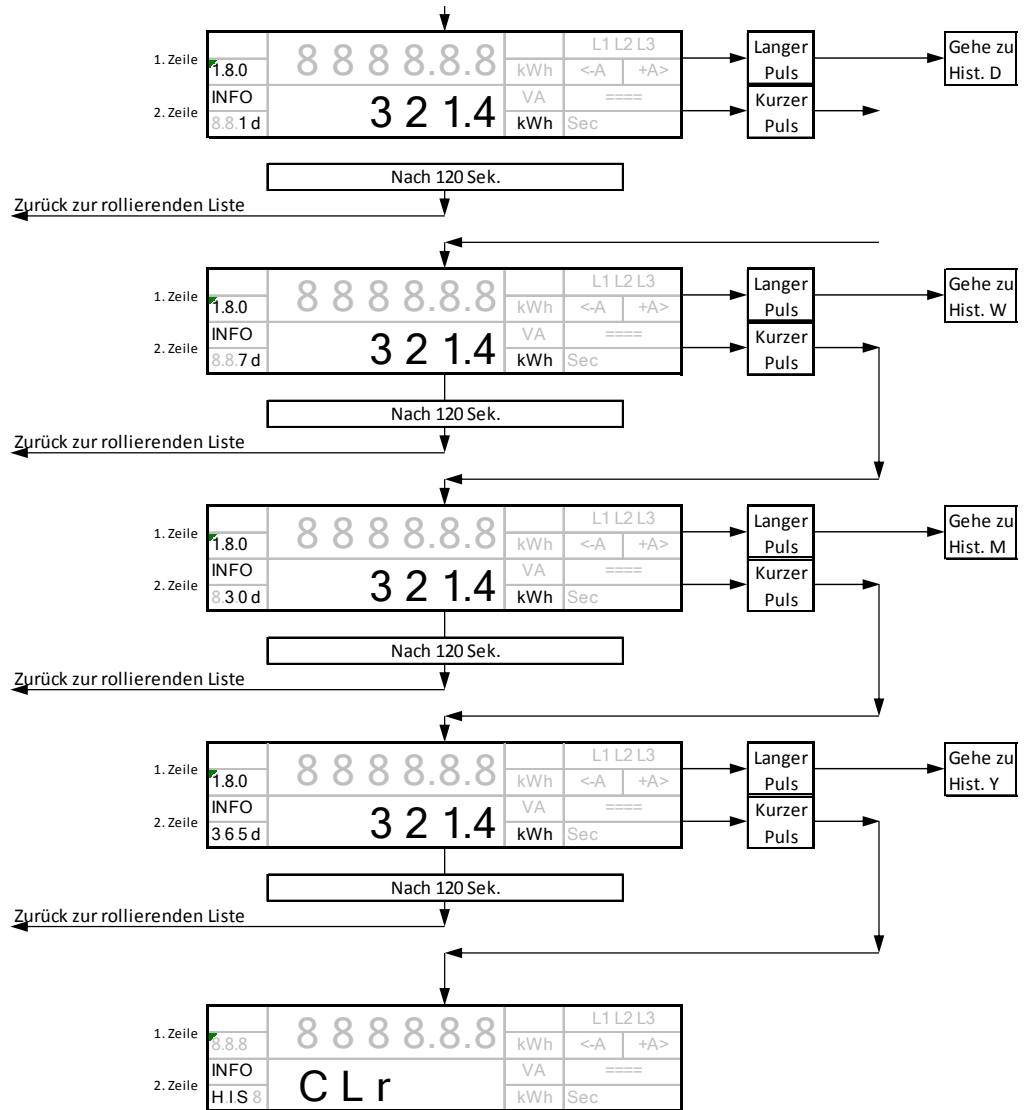 L1 L2 L3
1. Zeile
8 8 8 8.8.8
1.8.0
kWh
<-A
+A>
Langer
Puls
Gehe zu
Hist. D
INFO
VA
====
2. Zeile
3 2 1.4
8.8.1 d
kWh
Sec
Kurzer
Puls
Nach 120 Sek.
Zurück zur rollierenden Liste
L1 L2 L3
1. Zeile
8 8 8 8.8.8
1.8.0
kWh
<-A
+A>
Langer
Puls
Gehe zu
Hist. W
INFO
VA
====
2. Zeile
3 2 1.4
8.8.7 d
kWh
Sec
Kurzer
Puls
Nach 120 Sek.
Zurück zur rollierenden Liste
L1 L2 L3
1. Zeile
8 8 8 8.8.8
1.8.0
kWh
<-A
+A>
Langer
Puls
Gehe zu
Hist. M
INFO
VA
====
2. Zeile
3 2 1.4
8.3.0 d
kWh
Sec
Kurzer
Puls
Nach 120 Sek.
Zurück zur rollierenden Liste
L1 L2 L3
1. Zeile
8 8 8 8.8.8
1.8.0
kWh
<-A
+A>
Langer
Puls
Gehe zu
Hist. Y
INFO
VA
====
2. Zeile
3 2 1.4
3 6 5 d
kWh
Sec
Kurzer
Puls
Nach 120 Sek.
Zurück zur rollierenden Liste
L1 L2 L3
1. Zeile
8 8 8 8.8.8
8.8.8
kWh
<-A
+A>
INFO
VA
====
2. Zeile
C L r
H.I.S 8
kWh
Sec